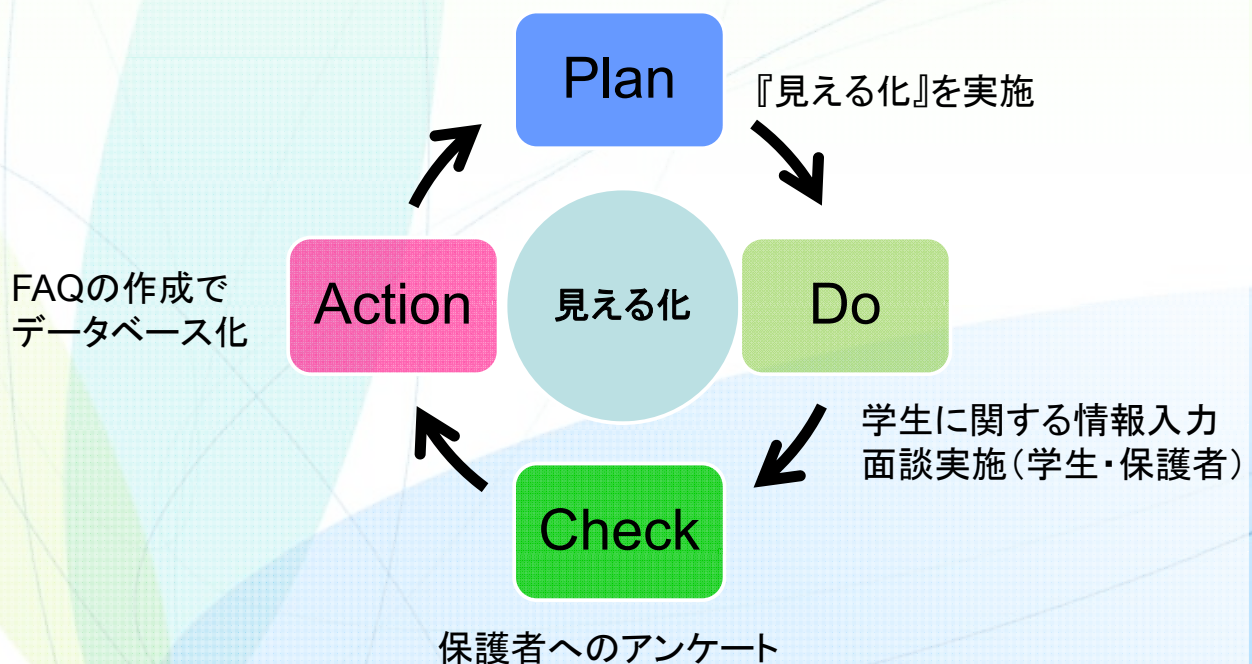 Plan
『見える化』を実施
FAQの作成で
データベース化
Action
見える化
Do
学生に関する情報入力
面談実施(学生・保護者)
Check
保護者へのアンケート